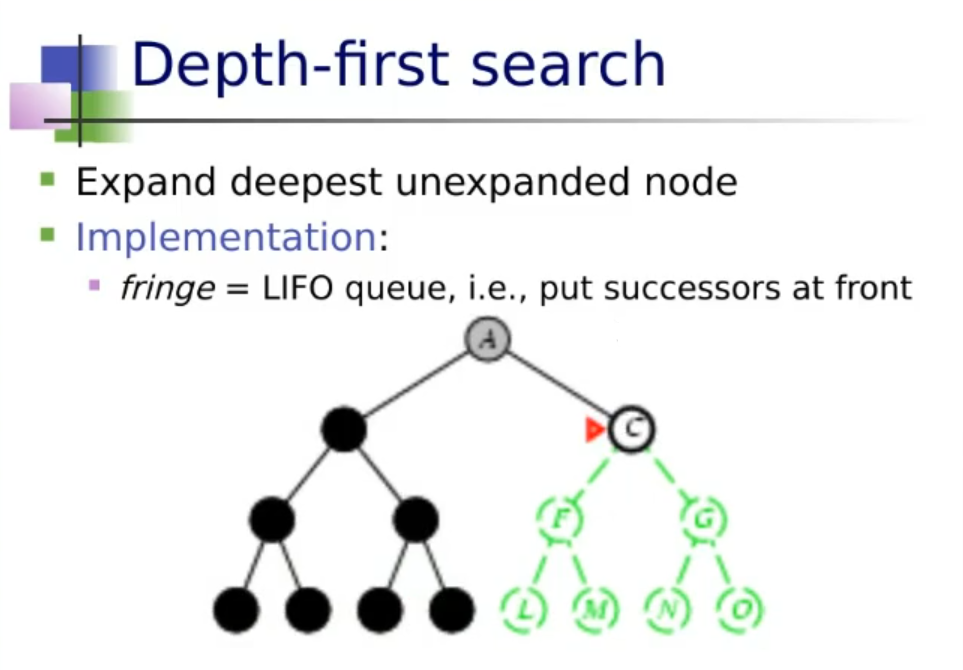 Depth-first search
Expand deepest unexpanded node
Implementation:
fringe = LIFO queue, i.e., put successors at front
A
C
F G
L M N O